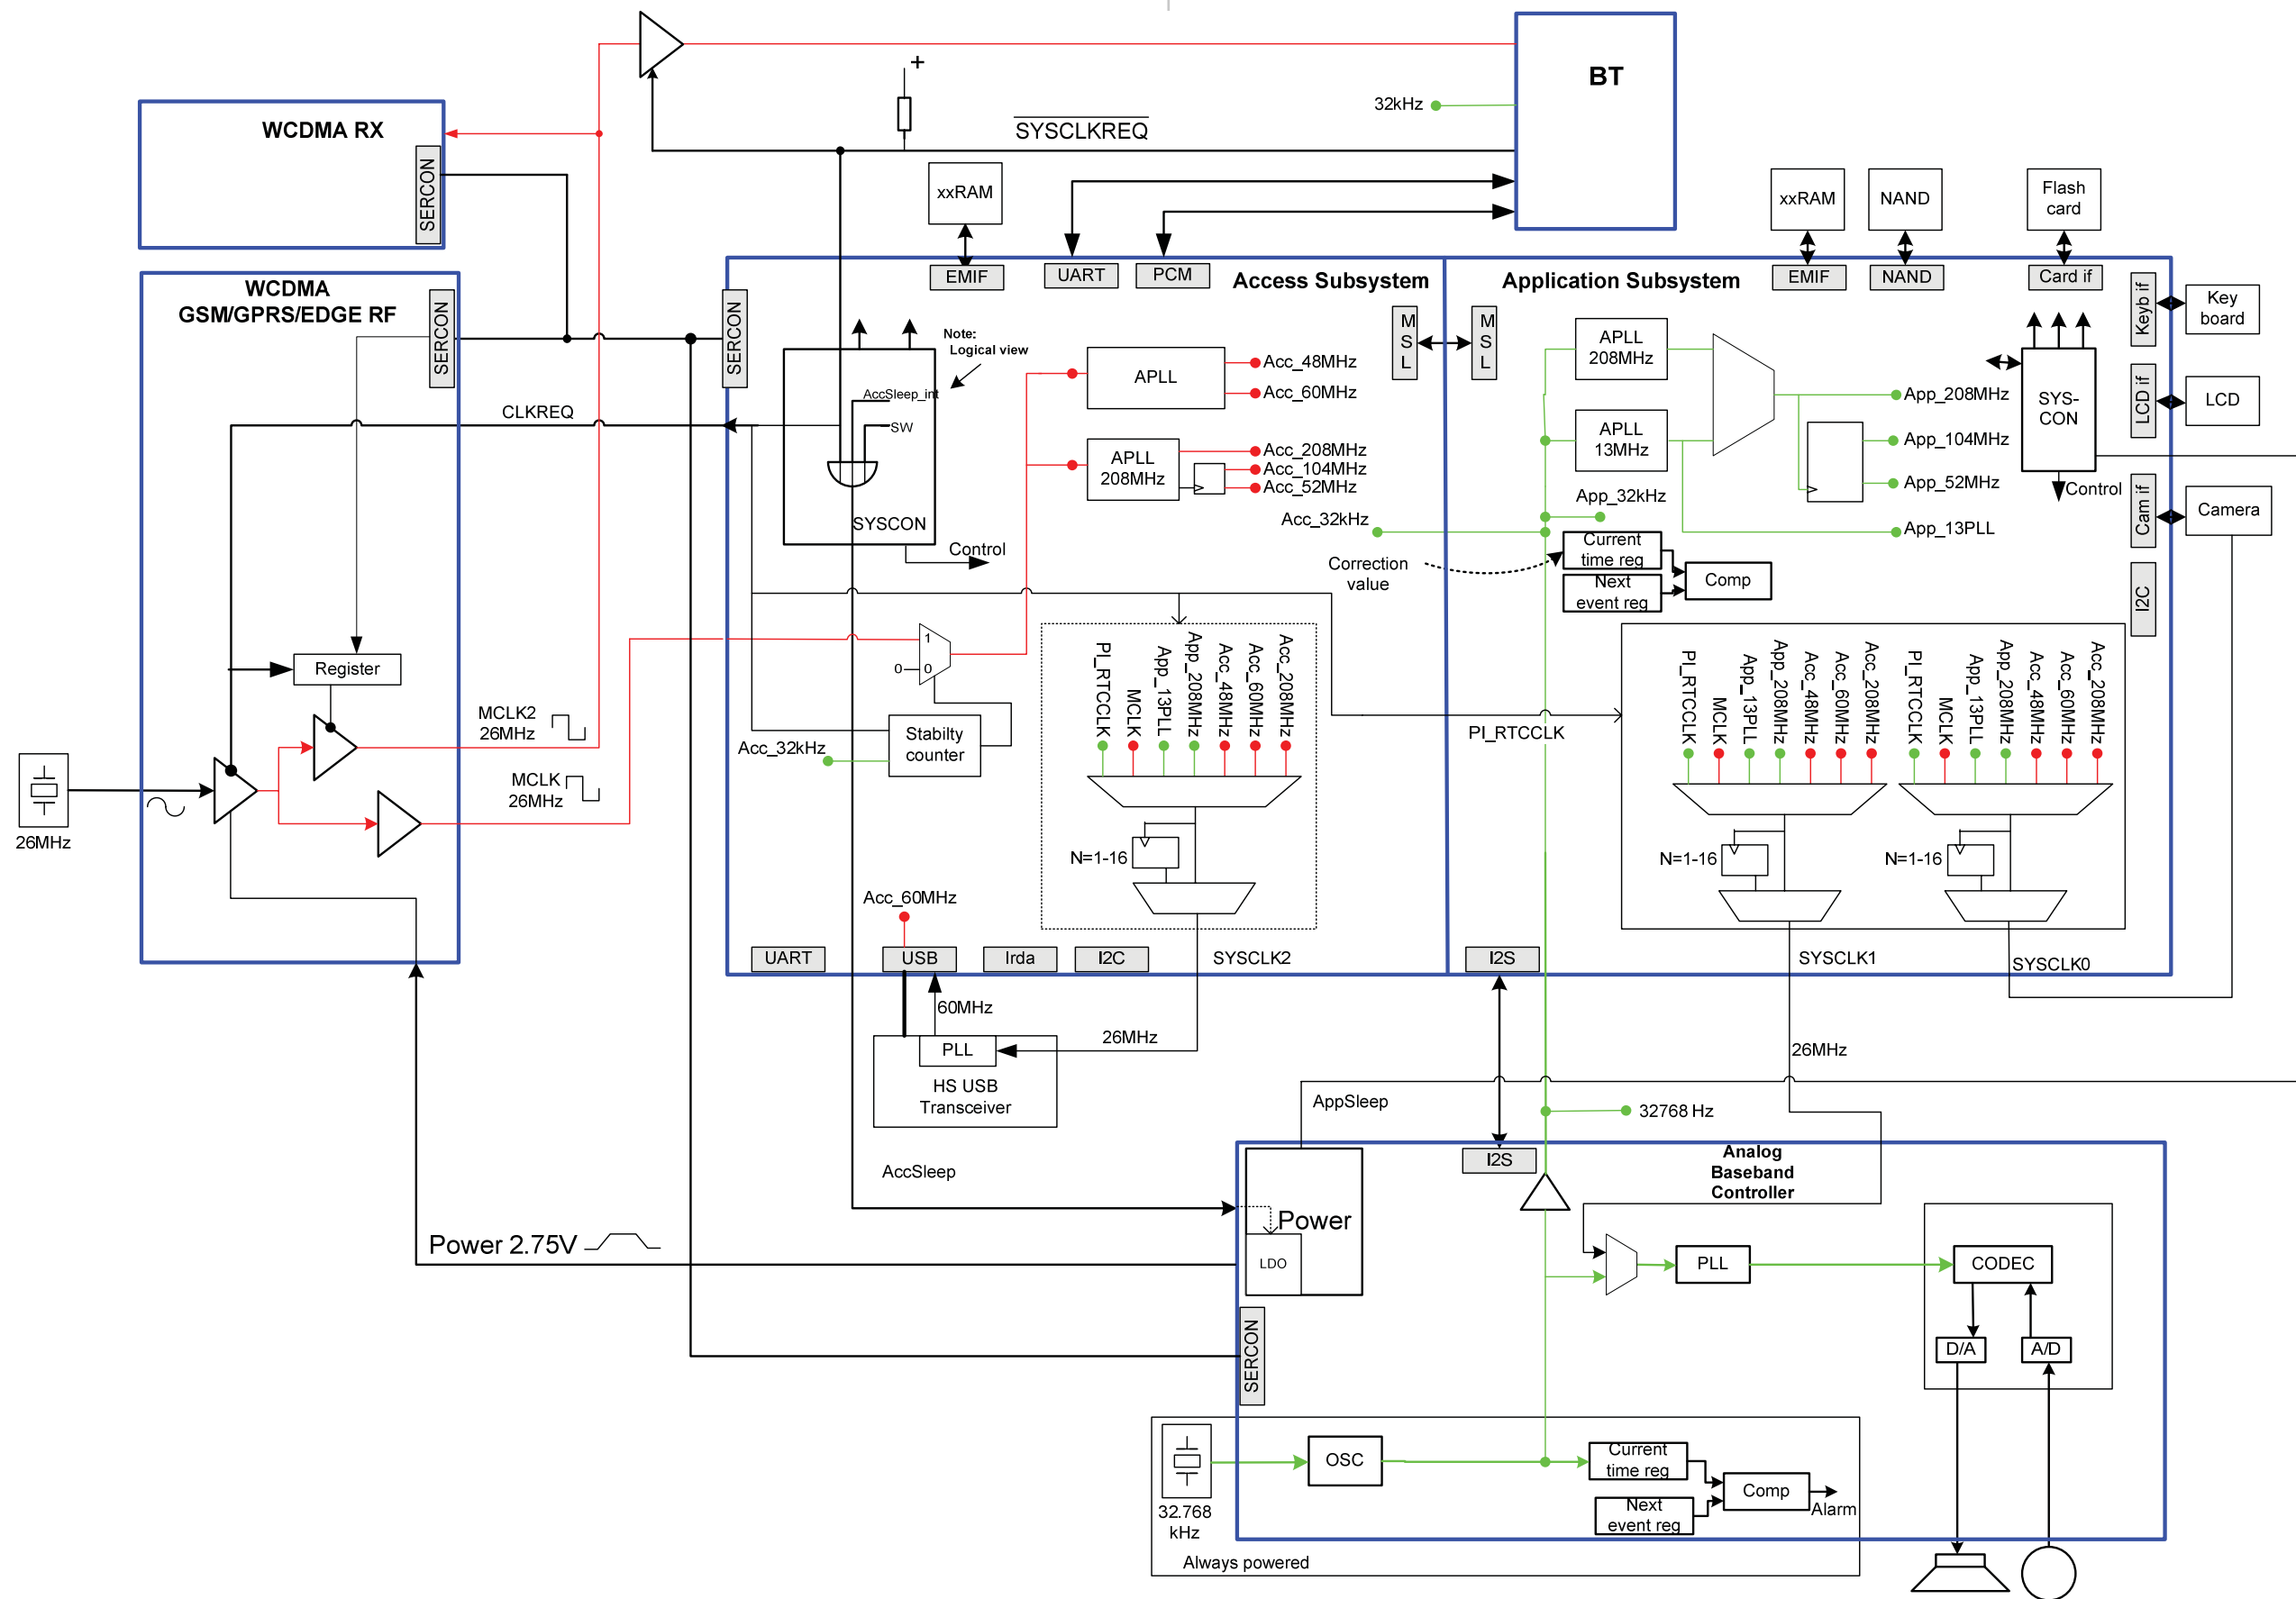 BT
+
32kHz
SYSCLKREQ
WCDMA RX
SERCON
xxRAM
xxRAM
NAND
Flash
card
EMIF
UART
PCM
EMIF
NAND
Card if
Access Subsystem
Application Subsystem
WCDMA
GSM/GPRS/EDGE RF
SERCON
SERCON
Keyb if
Key
board
Note:
Logical view
M
S
L
M
S
L
APLL
208MHz
APLL
Acc_48MHz
Acc_60MHz
AccSleep_int
SW
SYS-
CON
App_208MHz
LCD if
LCD
CLKREQ
APLL
13MHz
App_104MHz
Acc_208MHz
Acc_104MHz
Acc_52MHz
APLL
208MHz
App_52MHz
Control
App_32kHz
Cam if
Camera
SYSCON
Acc_32kHz
App_13PLL
Control
Correction
value
Current
time reg
Next
event reg
Comp
I2C
Register
1
0
0
PI_RTCCLK
MCLK
App_13PLL
App_208MHz
Acc_48MHz
Acc_60MHz
Acc_208MHz
PI_RTCCLK
MCLK
App_13PLL
App_208MHz
Acc_48MHz
Acc_60MHz
Acc_208MHz
PI_RTCCLK
MCLK
App_13PLL
App_208MHz
Acc_48MHz
Acc_60MHz
Acc_208MHz
MCLK2
26MHz
Stabilty
counter
Acc_32kHz
PI_RTCCLK
MCLK
26MHz
26MHz
N=1-16
N=1-16
N=1-16
Acc_60MHz
UART
USB
Irda
I2C
SYSCLK2
I2S
SYSCLK1
SYSCLK0
60MHz
26MHz
PLL
HS USB
Transceiver
26MHz
AppSleep
32768 Hz
AccSleep
I2S
Analog
Baseband
Controller
Power
LDO
Power 2.75V
PLL
CODEC
D/A
A/D
SERCON
OSC
Current
time reg
Next
event reg
Comp
Alarm
32.768
kHz
Always powered